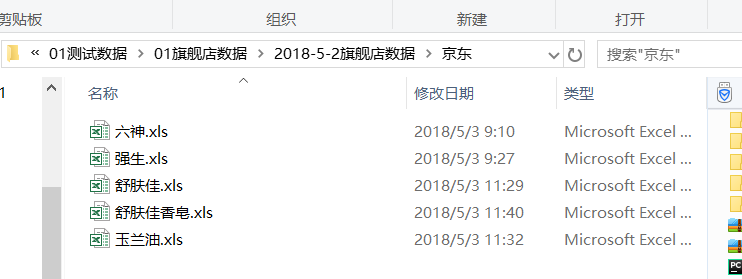 剪贴板 组织 新建 打开
« 01测试数据 › 01旗舰店数据 › 2018-5-2旗舰店数据 › 京东 搜索"京东"
1 名称 修改日期 类型
六神.xls 2018/5/3 9:10 Microsoft Excel ...
强生.xls 2018/5/3 9:27 Microsoft Excel ...
舒肤佳.xls 2018/5/3 11:29 Microsoft Excel ...
舒肤佳香皂.xls 2018/5/3 11:40 Microsoft Excel ...
玉兰油.xls 2018/5/3 11:32 Microsoft Excel ...
PC